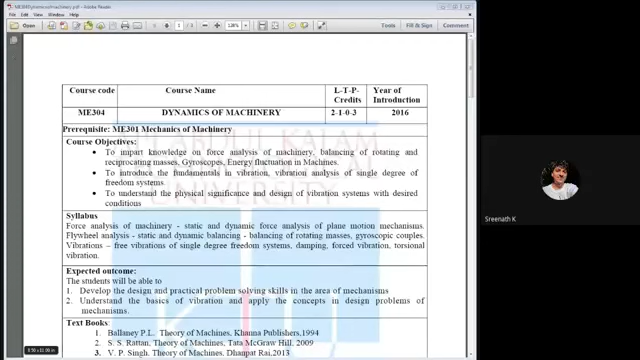 ME304Dynamicsofmachinery.pdf - Adobe Reader
File Edit View Window Help
Open
1 / 3
128%
Tools
Fill & Sign
Comment
Course code Course Name L-T-P- Credits Year of Introduction
ME304 DYNAMICS OF MACHINERY 2-1-0-3 2016
Prerequisite: ME301 Mechanics of Machinery
Course Objectives:
• To impart knowledge on force analysis of machinery, balancing of rotating and
reciprocating masses, Gyroscopes, Energy fluctuation in Machines.
• To introduce the fundamentals in vibration, vibration analysis of single degree of
freedom systems.
• To understand the physical significance and design of vibration systems with desired
conditions
Syllabus
Force analysis of machinery - static and dynamic force analysis of plane motion mechanisms.
Flywheel analysis - static and dynamic balancing - balancing of rotating masses, gyroscopic couples.
Vibrations – free vibrations of single degree freedom systems, damping, forced vibration, torsional
vibration.
Expected outcome:
The students will be able to
1. Develop the design and practical problem solving skills in the area of mechanisms
2. Understand the basics of vibration and apply the concepts in design problems of
mechanisms.
Text Books
1. Ballaney P.L. Theory of Machines, Khanna Publishers,1994
2. S. S. Rattan, Theory of Machines, Tata McGraw Hill, 2009
3. V. P. Singh, Theory of Machines, Dhanpat Rai,2013
ABDUL KALAM
UNIVERSITY
Sreenath K